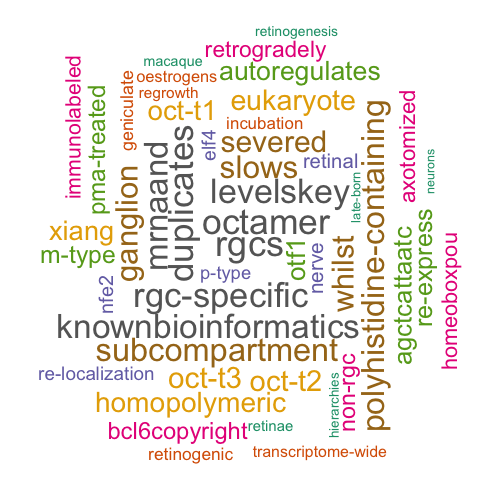 retinogenesis
retrogradely
macaque
oestrogens
autoregulates
regrowth
immunolabeled
geniculate
pma-treated
oct-t1
eukaryote
incubation
axotomized
elf4
severed
retinal
neurons
slows
mrnaand
duplicates
ganglion
levelskey
late-born
polyhistidine-containing
octamer
xiang
rgcs
otf1
nerve
whilst
re-express
agctcattaatc
homeoboxpou
m-type
p-type
nfe2
rgc-specific
knownbioinformatics
subcompartment
re-localization
oct-t3
oct-t2
non-rgc
hierarchies
homopolymeric
bcl6copyright
retinae
retinogenic
transcriptome-wide